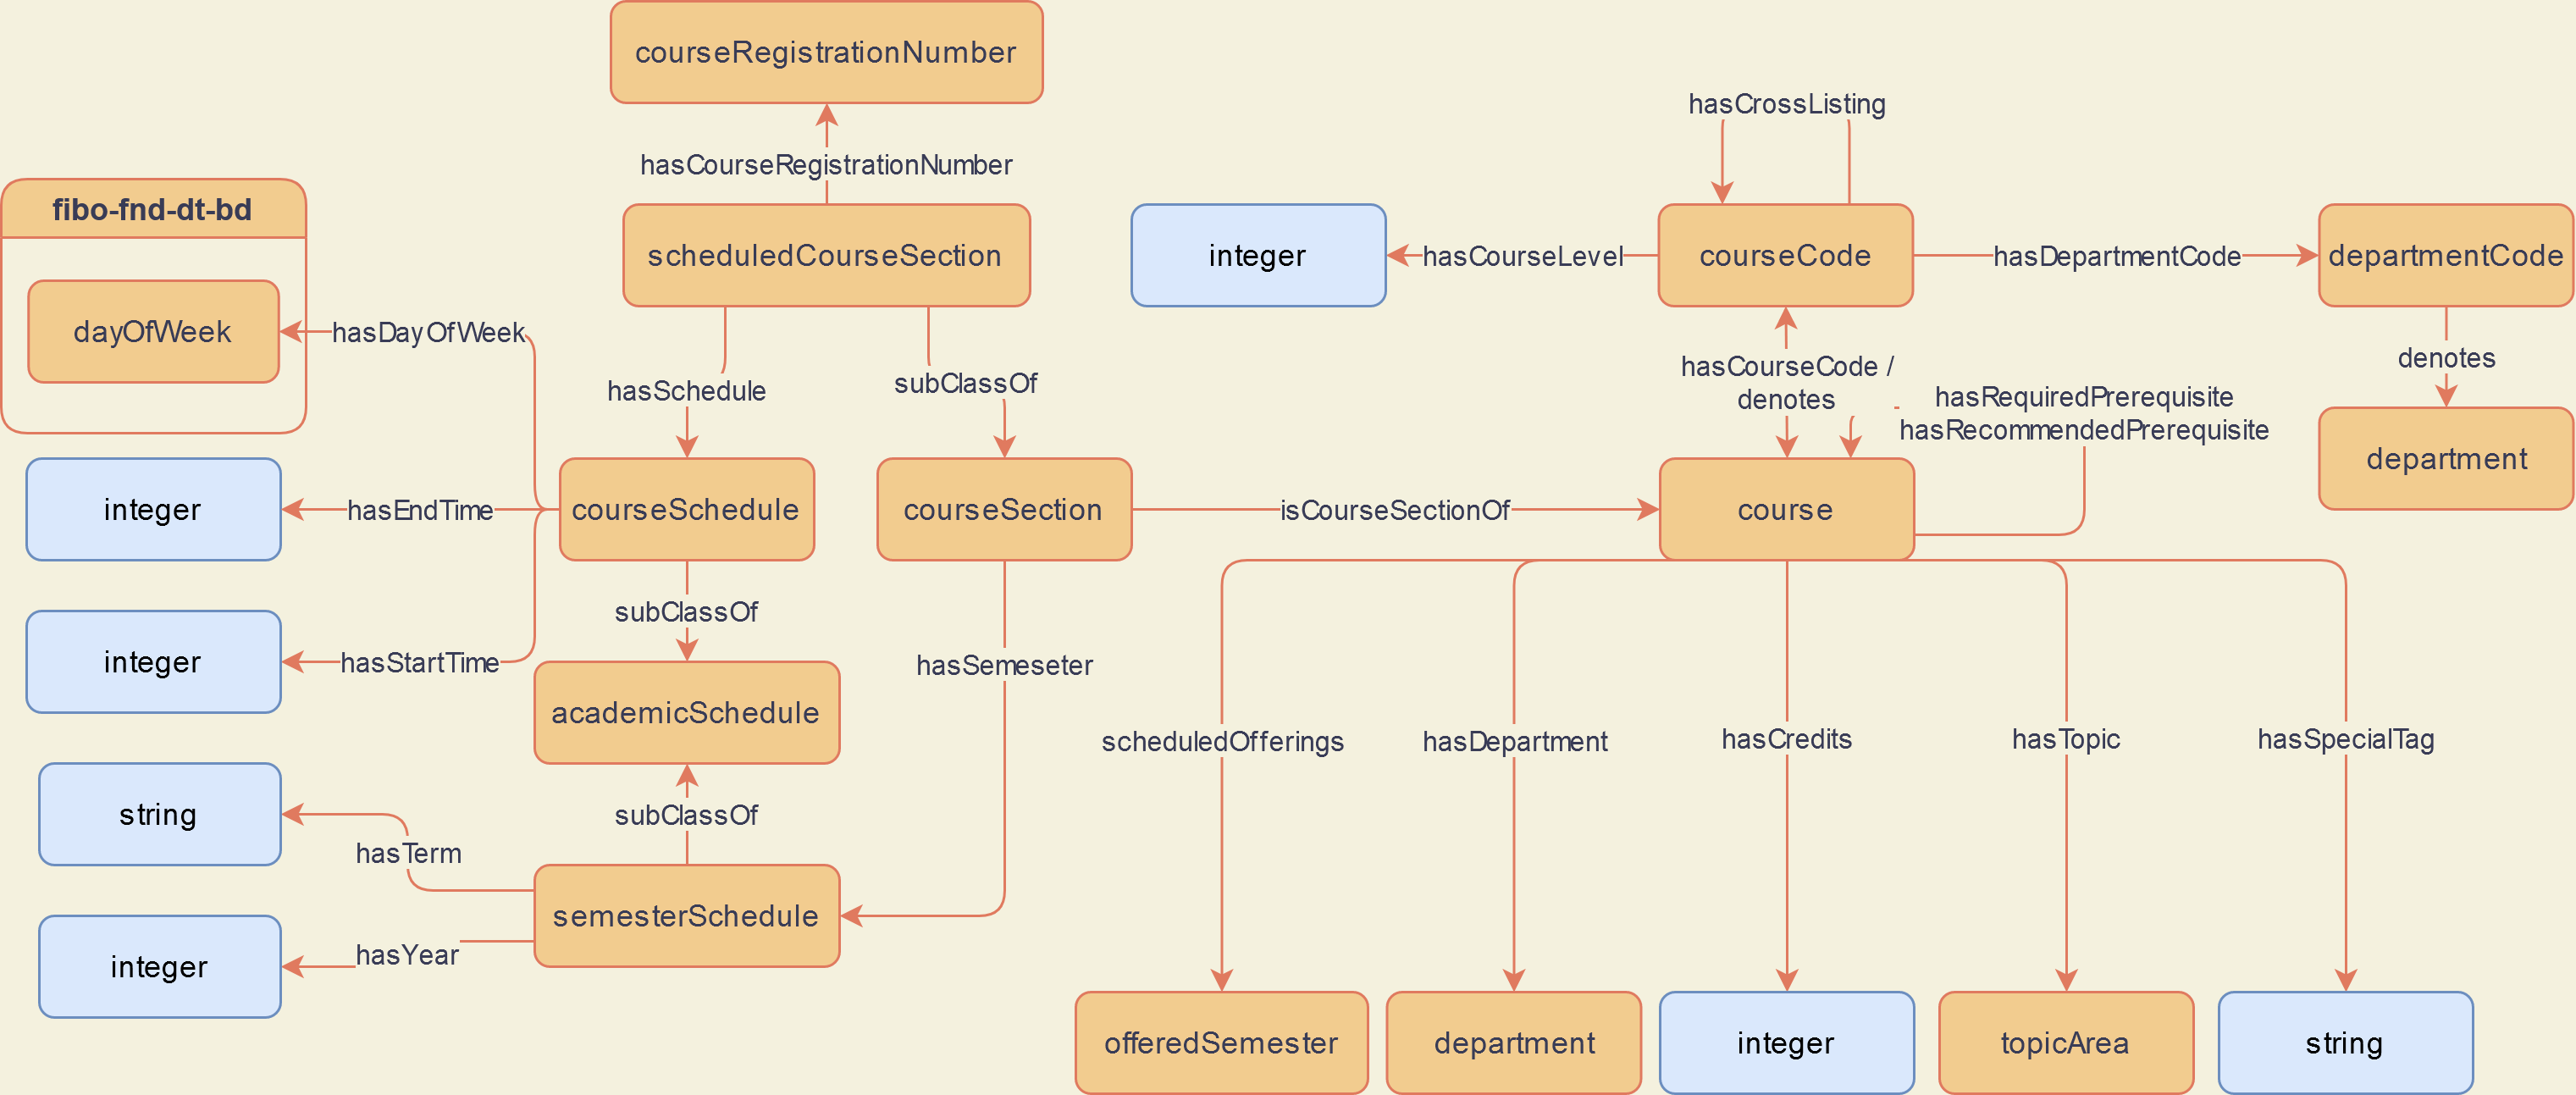 courseRegistrationNumber
hasCrossListing
hasCourseRegistrationNumber
fibo-fnd-dt-bd
scheduledCourseSection
integer
hasCourseLevel
courseCode
hasDepartmentCode
departmentCode
dayOfWeek
hasDayOfWeek
hasSchedule
subClassOf
hasCourseCode /
denotes
hasRequiredPrerequisite
hasRecommendedPrerequisite
denotes
department
integer
hasEndTime
courseSchedule
courseSection
isCourseSectionOf
course
subClassOf
integer
hasStartTime
hasSemeseter
academicSchedule
scheduledOfferings
hasDepartment
hasCredits
hasTopic
hasSpecialTag
string
subClassOf
hasTerm
semesterSchedule
integer
hasYear
offeredSemester
department
integer
topicArea
string